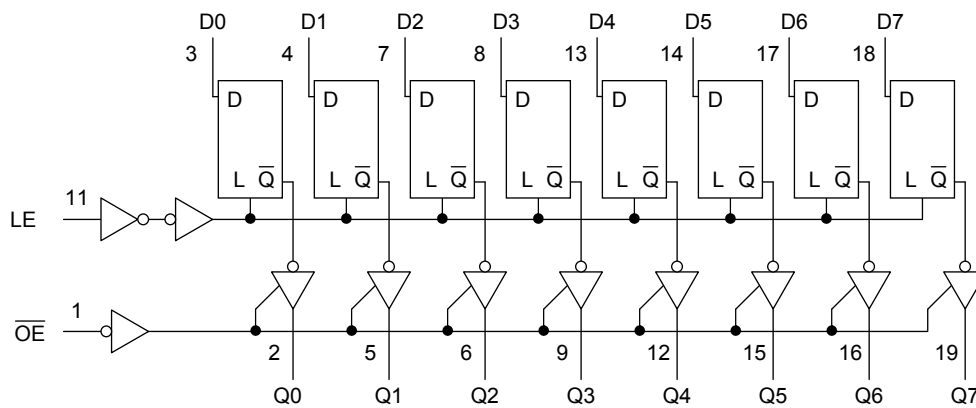 D0 D1 D2 D3 D4 D5 D6 D7
3 4 7 8 13 14 17 18
D D D D D D D D
L Q̅ L Q̅ L Q̅ L Q̅ L Q̅ L Q̅ L Q̅ L Q̅
11
LE
1
O̅E̅
2 5 6 9 12 15 16 19
Q0 Q1 Q2 Q3 Q4 Q5 Q6 Q7